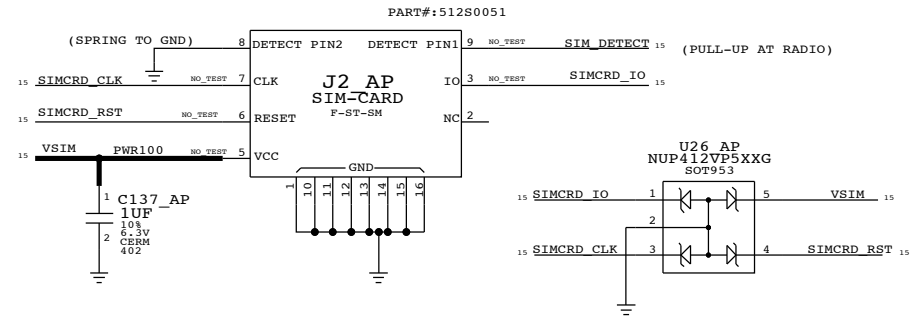 PART#:512S0051
(SPRING TO GND) 8 DETECT PIN2 DETECT PIN1 9 NO_TEST SIM_DETECT 15 (PULL-UP AT RADIO)
15 SIMCRD_CLK NO_TEST 7 CLK J2_AP IO 3 NO_TEST SIMCRD_IO 15
SIM-CARD
F-ST-SM
15 SIMCRD_RST NO_TEST 6 RESET NC 2
15 VSIM PWR100 NO_TEST 5 VCC
GND
1 10 11 12 13 14 15 16
1 C137_AP
1UF
10%
6.3V
2 CERM
402
U26_AP
NUP412VP5XXG
SOT953
15 SIMCRD_IO 1 5 VSIM 15
2
15 SIMCRD_CLK 3 4 SIMCRD_RST 15